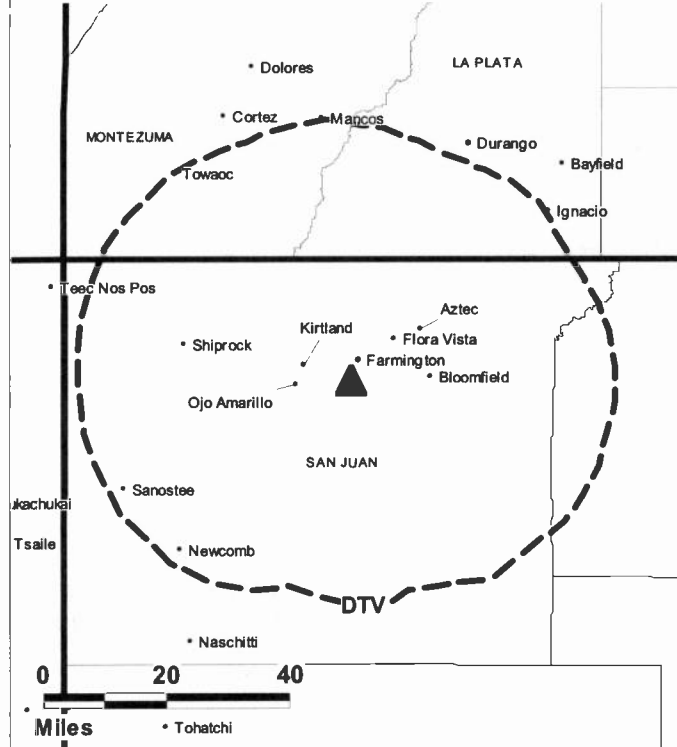 Dolores
LA PLATA
Cortez
Mancos
MONTEZUMA
Durango
Bayfield
Towaoc
Ignacio
Teec Nos Pos
Aztec
Kirtland
Flora Vista
Shiprock
Farmington
Bloomfield
Ojo Amarillo
SAN JUAN
Sanostee
ukachukai
Tsaile
Newcomb
DTV
Naschitti
0 20 40
Miles
Tohatchi